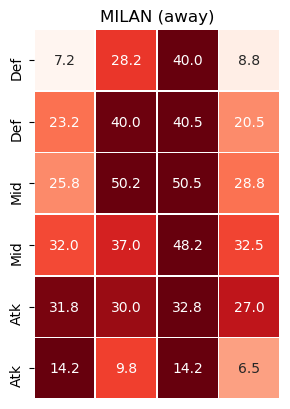 MILAN (away)
Def 7.2 28.2 40.0 8.8
Def 23.2 40.0 40.5 20.5
Mid 25.8 50.2 50.5 28.8
Mid 32.0 37.0 48.2 32.5
Atk 31.8 30.0 32.8 27.0
Atk 14.2 9.8 14.2 6.5